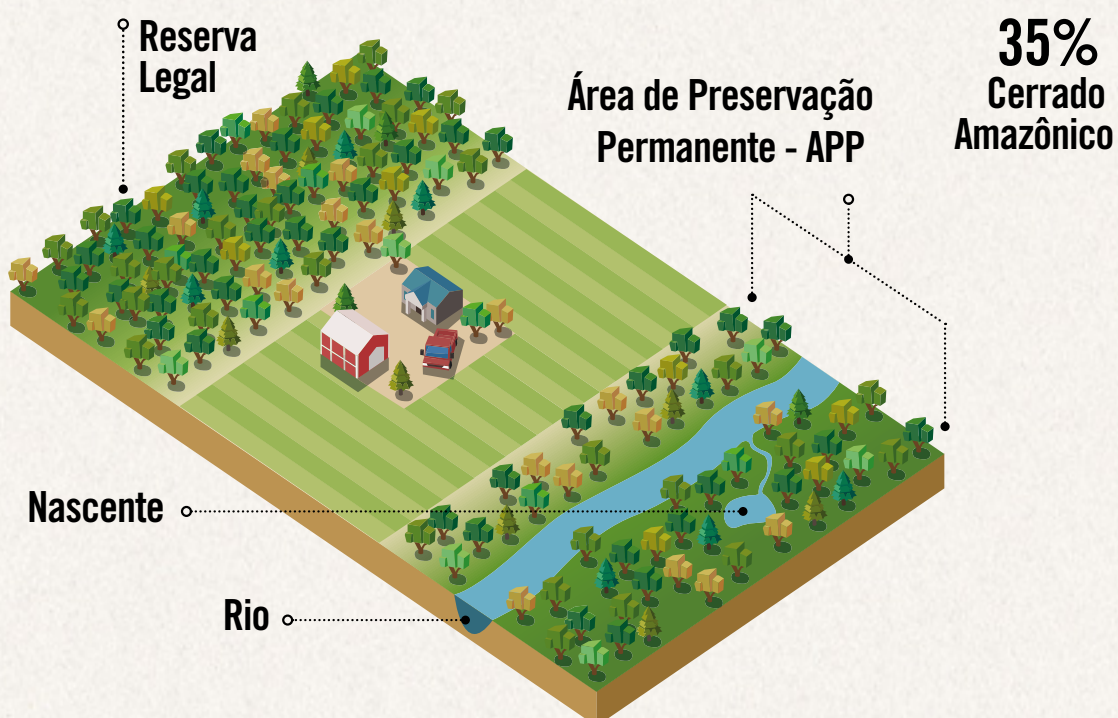 Reserva
Legal
Área de Preservação
Permanente - APP
35%
Cerrado
Amazônico
Nascente
Rio